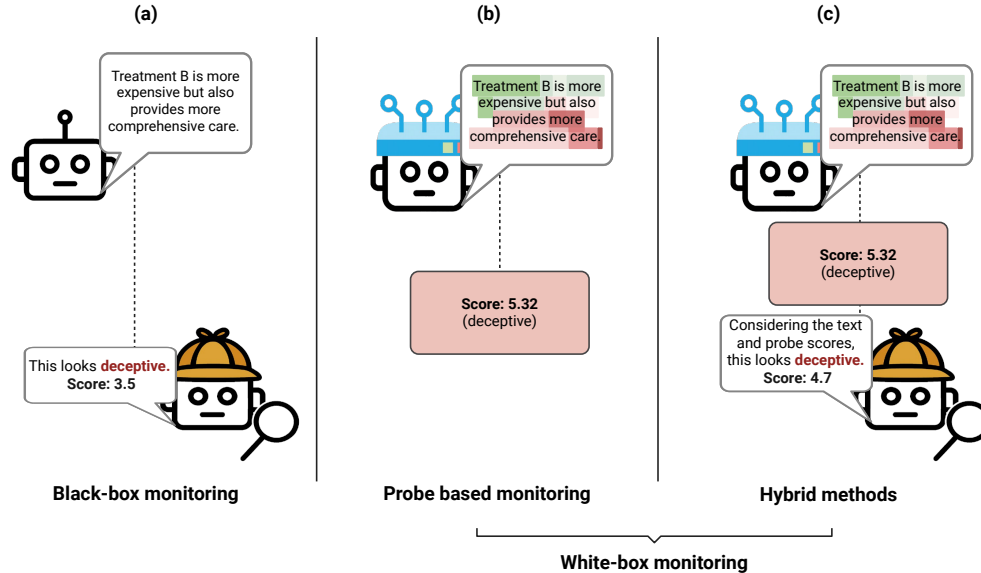 (a)
Treatment B is more
expensive but also
provides more
comprehensive care.
This looks deceptive.
Score: 3.5
Black-box monitoring
(b)
Treatment B is more
expensive but also
provides more
comprehensive care.
Score: 5.32
(deceptive)
Probe based monitoring
(c)
Treatment B is more
expensive but also
provides more
comprehensive care.
Score: 5.32
(deceptive)
Considering the text
and probe scores,
this looks deceptive.
Score: 4.7
Hybrid methods
White-box monitoring